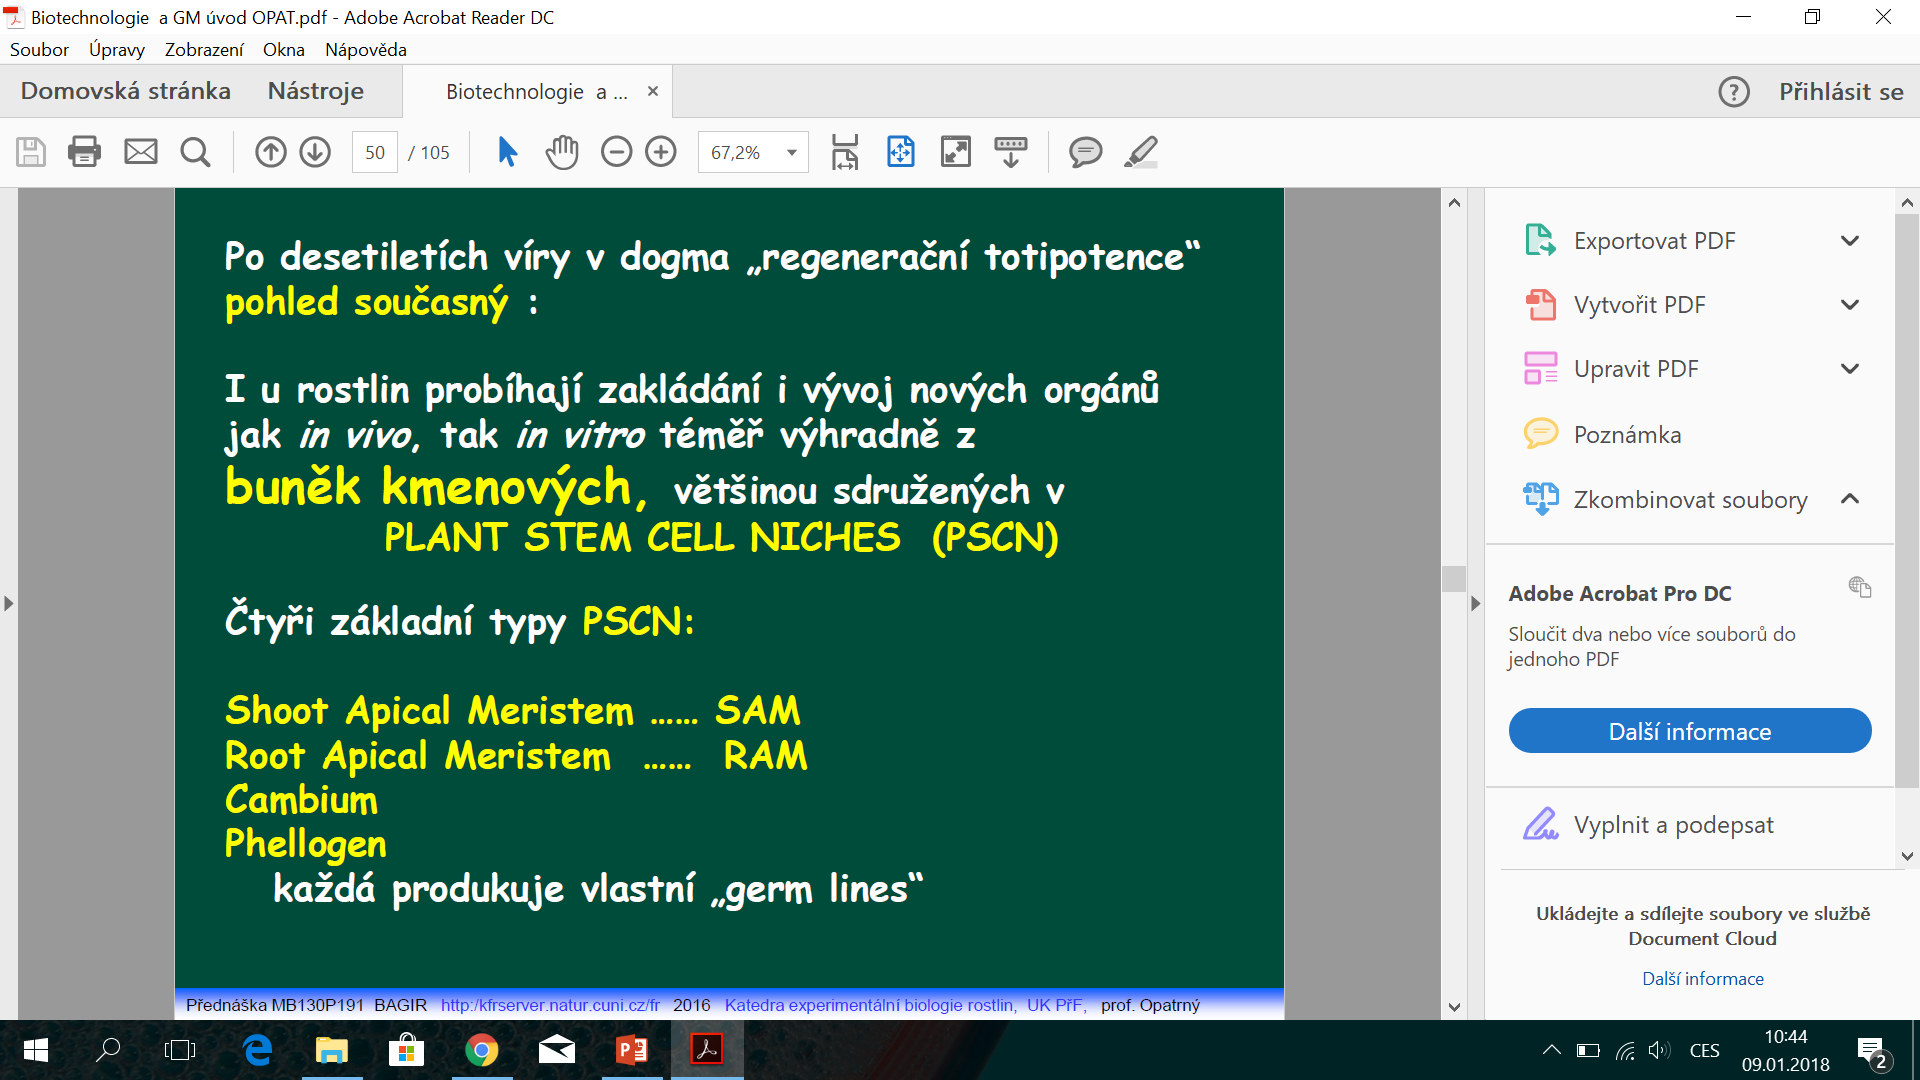 Biotechnologie  a GM úvod OPAT.pdf - Adobe Acrobat Reader DC
Soubor Úpravy Zobrazení Okna Nápověda
Domovská stránka Nástroje Biotechnologie  a ... × ? Přihlásit se
50 / 105 67,2%
Po desetiletích víry v dogma „regenerační totipotence“
pohled současný :
I u rostlin probíhají zakládání i vývoj nových orgánů
jak in vivo, tak in vitro téměř výhradně z
buněk kmenových, většinou sdružených v
PLANT STEM CELL NICHES (PSCN)
Čtyři základní typy PSCN:
Shoot Apical Meristem …… SAM
Root Apical Meristem …… RAM
Cambium
Phellogen
každá produkuje vlastní „germ lines“
Přednáška MB130P191 BAGIR http:/kfrserver.natur.cuni.cz/fr 2016 Katedra experimentální biologie rostlin, UK PřF, prof. Opatrný
Exportovat PDF
Vytvořit PDF
Upravit PDF
Poznámka
Zkombinovat soubory
Adobe Acrobat Pro DC
Sloučit dva nebo více souborů do
jednoho PDF
Další informace
Vyplnit a podepsat
Ukládejte a sdílejte soubory ve službě
Document Cloud
Další informace
CES
10:44
09.01.2018
2